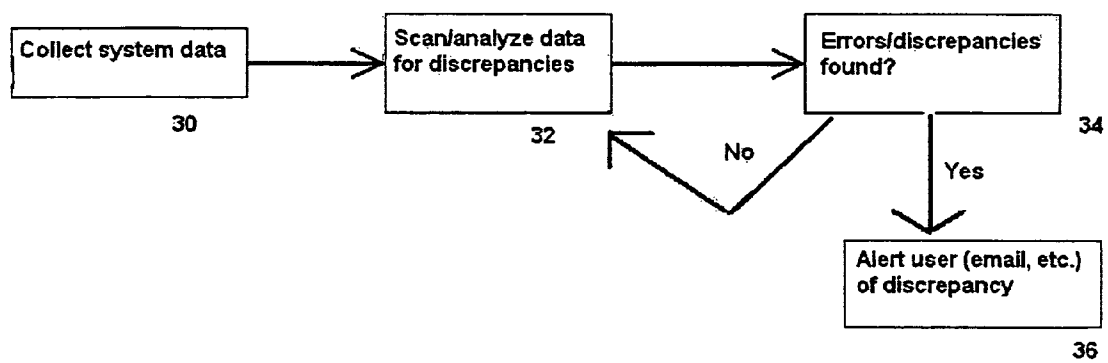 Collect system data
30
Scan/analyze data
for discrepancies
32
Errors/discrepancies
found?
34
No
Yes
Alert user (email, etc.)
of discrepancy
36